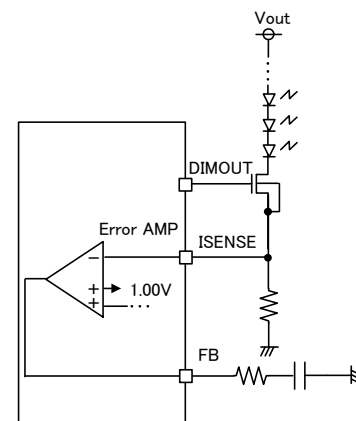 Vout
DIMOUT
Error AMP
ISENSE
−
+
1.00V
+
FB